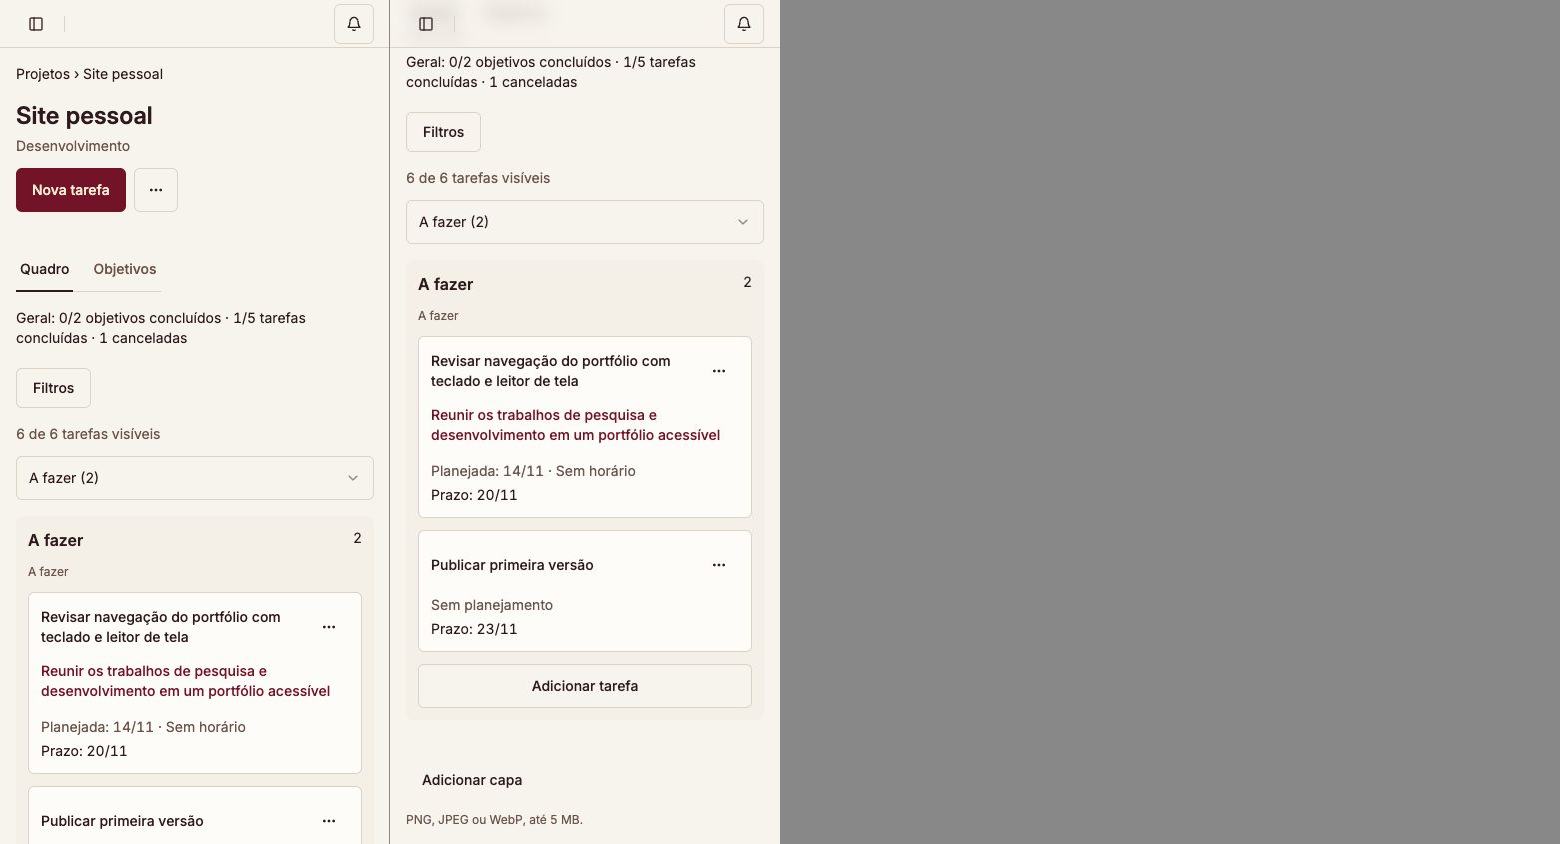 Projetos › Site pessoal
Site pessoal
Desenvolvimento
Nova tarefa
Quadro
Objetivos
Geral: 0/2 objetivos concluídos · 1/5 tarefas
concluídas · 1 canceladas
Filtros
6 de 6 tarefas visíveis
A fazer (2)
A fazer
2
A fazer
Revisar navegação do portfólio com
teclado e leitor de tela
Reunir os trabalhos de pesquisa e
desenvolvimento em um portfólio acessível
Planejada: 14/11 · Sem horário
Prazo: 20/11
Publicar primeira versão
Geral: 0/2 objetivos concluídos · 1/5 tarefas
concluídas · 1 canceladas
Filtros
6 de 6 tarefas visíveis
A fazer (2)
A fazer
2
A fazer
Revisar navegação do portfólio com
teclado e leitor de tela
Reunir os trabalhos de pesquisa e
desenvolvimento em um portfólio acessível
Planejada: 14/11 · Sem horário
Prazo: 20/11
Publicar primeira versão
Sem planejamento
Prazo: 23/11
Adicionar tarefa
Adicionar capa
PNG, JPEG ou WebP, até 5 MB.